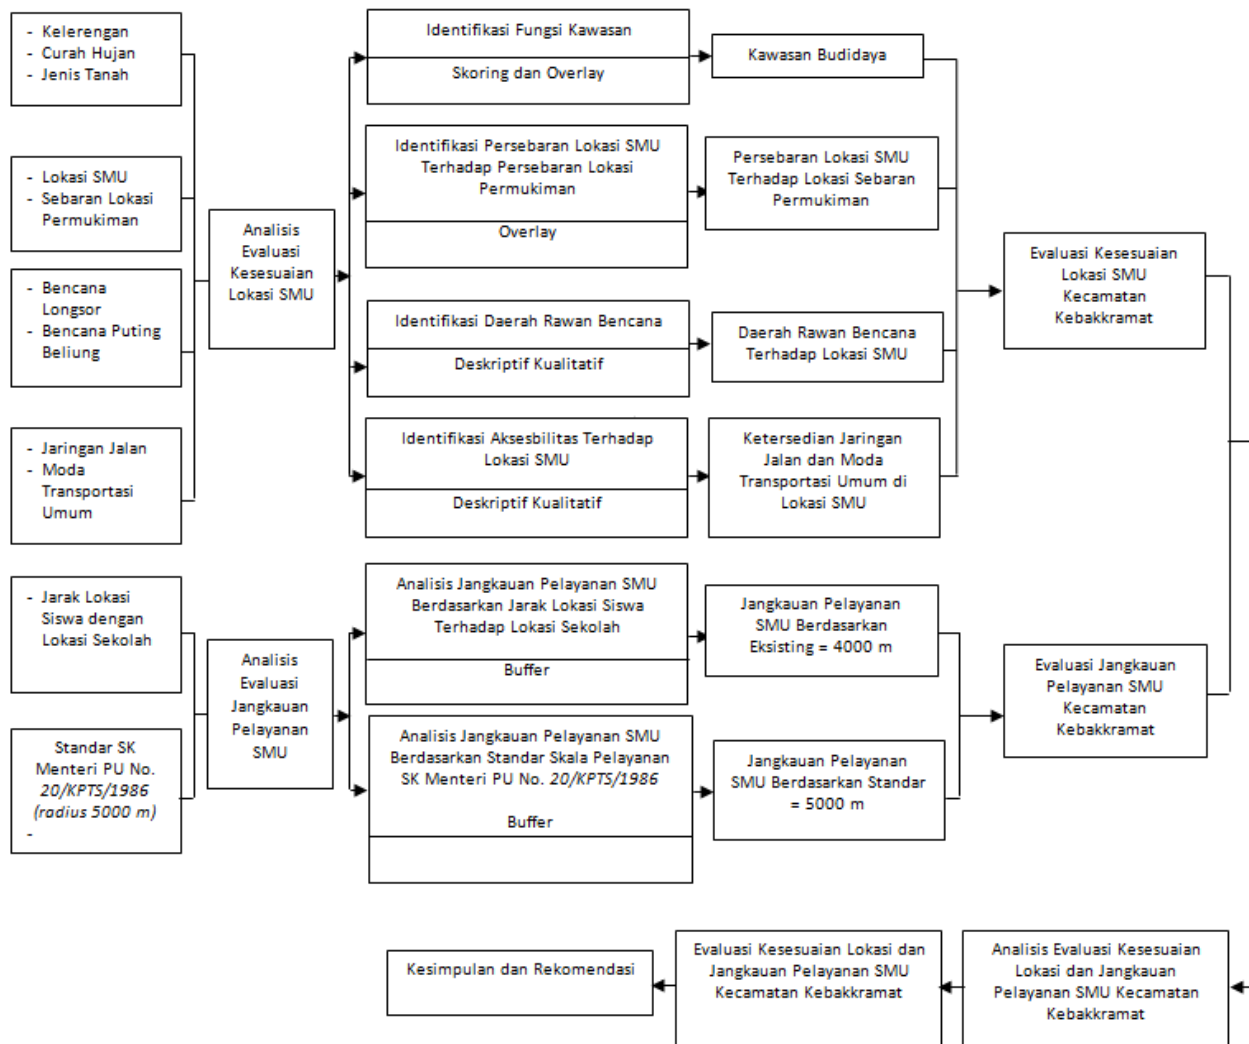 - Kelerengan
- Curah Hujan
- Jenis Tanah
- Lokasi SMU
- Sebaran Lokasi
Permukiman
- Bencana
Longsor
- Bencana Puting
Beliung
- Jaringan Jalan
- Moda
Transportasi
Umum
Analisis
Evaluasi
Kesesuaian
Lokasi SMU
Identifikasi Fungsi Kawasan
Skoring dan Overlay
Identifikasi Persebaran Lokasi SMU
Terhadap Persebaran Lokasi
Permukiman
Overlay
Identifikasi Daerah Rawan Bencana
Deskriptif Kualitatif
Identifikasi Aksesbilitas Terhadap
Lokasi SMU
Deskriptif Kualitatif
Kawasan Budidaya
Persebaran Lokasi SMU
Terhadap Lokasi Sebaran
Permukiman
Daerah Rawan Bencana
Terhadap Lokasi SMU
Ketersedian Jaringan
Jalan dan Moda
Transportasi Umum di
Lokasi SMU
Evaluasi Kesesuaian
Lokasi SMU
Kecamatan
Kebakkramat
- Jarak Lokasi
Siswa dengan
Lokasi Sekolah
Standar SK
Menteri PU No.
20/KPTS/1986
(radius 5000 m)
-
Analisis
Evaluasi
Jangkauan
Pelayanan
SMU
Analisis Jangkauan Pelayanan SMU
Berdasarkan Jarak Lokasi Siswa
Terhadap Lokasi Sekolah
Buffer
Analisis Jangkauan Pelayanan SMU
Berdasarkan Standar Skala Pelayanan
SK Menteri PU No. 20/KPTS/1986
Buffer
Jangkauan Pelayanan
SMU Berdasarkan
Eksisting = 4000 m
Jangkauan Pelayanan
SMU Berdasarkan Standar
= 5000 m
Evaluasi Jangkauan
Pelayanan SMU
Kecamatan
Kebakkramat
Analisis Evaluasi Kesesuaian
Lokasi dan Jangkauan
Pelayanan SMU Kecamatan
Kebakkramat
Evaluasi Kesesuaian Lokasi dan
Jangkauan Pelayanan SMU
Kecamatan Kebakkramat
Kesimpulan dan Rekomendasi